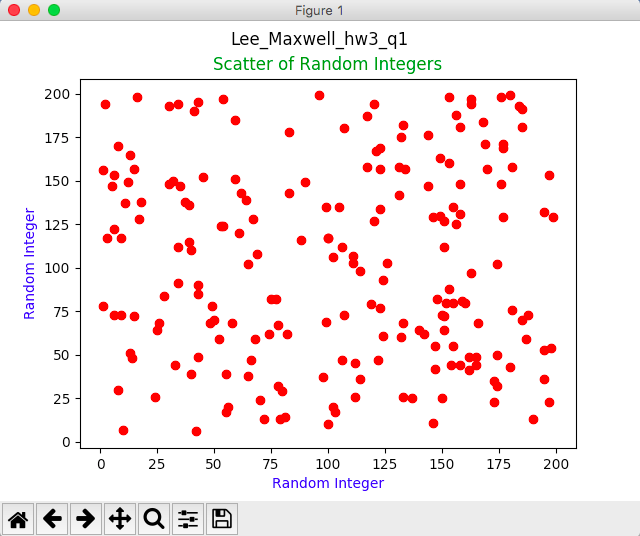 Figure 1
Lee_Maxwell_hw3_q1
Scatter of Random Integers
200
175
150
125
100
75
50
25
0
Random Integer
0 25 50 75 100 125 150 175 200
Random Integer